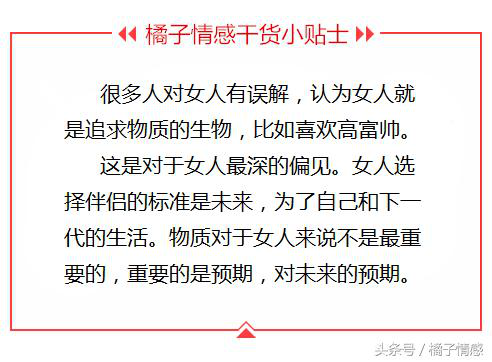 橘子情感干货小贴士
很多人对女人有误解，认为女人就
是追求物质的生物，比如喜欢高富帅。
这是对于女人最深的偏见。女人选
择伴侣的标准是未来，为了自己和下一
代的生活。物质对于女人来说不是最重
要的，重要的是预期，对未来的预期。
头条号 / 橘子情感